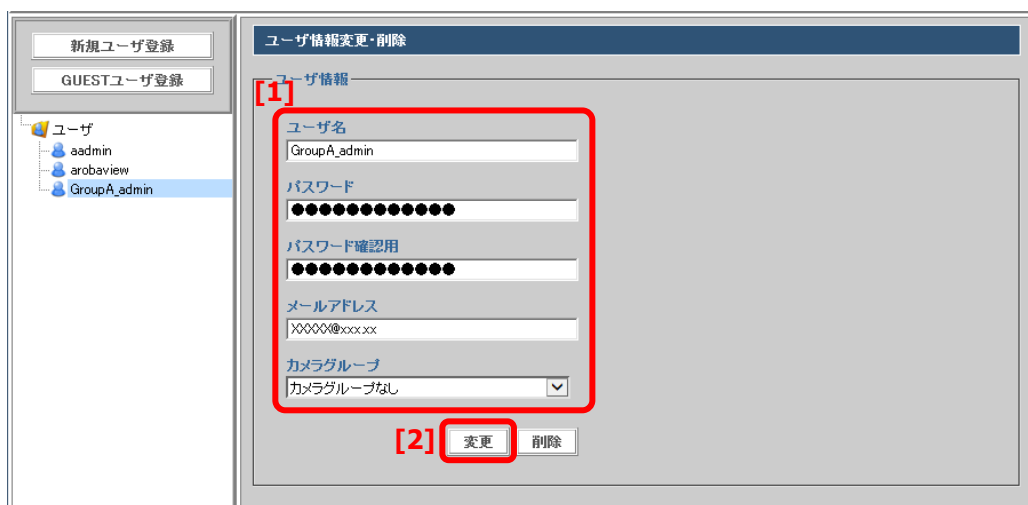 新規ユーザ登録
GUESTユーザ登録
ユーザ
aadmin
arobaview
GroupA_admin
ユーザ情報変更・削除
ユーザ情報
[1]
ユーザ名
GroupA_admin
パスワード
●●●●●●●●●●●●
パスワード確認用
●●●●●●●●●●●●
メールアドレス
XXXXX@xxx.xx
カメラグループ
カメラグループなし
[2]
変更
削除